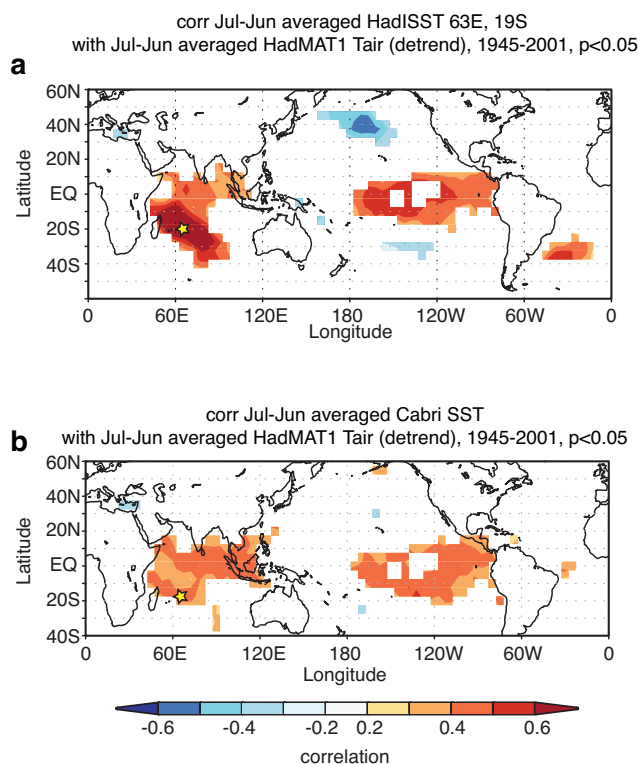 corr Jul-Jun averaged HadISST 63E, 19S
with Jul-Jun averaged HadMAT1 Tair (detrend), 1945-2001, p<0.05
a
60N
40N
20N
EQ
20S
40S
Latitude
0 60E 120E 180 120W 60W 0
Longitude
corr Jul-Jun averaged Cabri SST
b with Jul-Jun averaged HadMAT1 Tair (detrend), 1945-2001, p<0.05
60N
40N
20N
EQ
20S
40S
Latitude
0 60E 120E 180 120W 60W 0
Longitude
-0.6 -0.4 -0.2 0.2 0.4 0.6
correlation